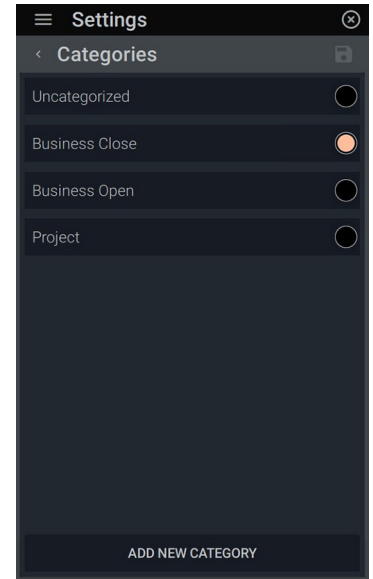 Settings
Categories
Uncategorized
Business Close
Business Open
Project
ADD NEW CATEGORY